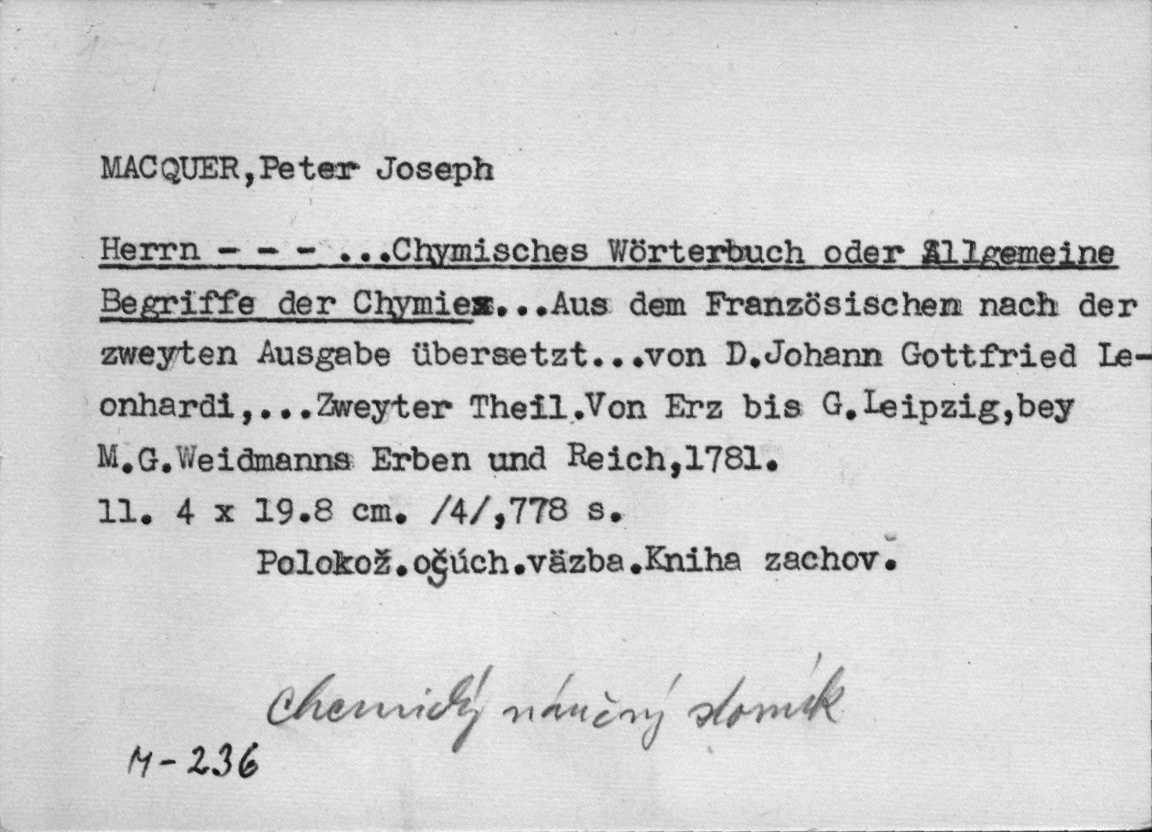 MACQUER,Peter Joseph
Herrn - - - ...Chymisches Wörterbuch oder Allgemeine
Begriffe der Chymie...Aus dem Französischen nach der
zweyten Ausgabe übersetzt...von D.Johann Gottfried Le-
onhardi,...Zweyter Theil.Von Erz bis G.Leipzig,bey
M.G.Weidmanns Erben und Reich,1781.
11. 4 x 19.8 cm. /4/,778 s.
Polokož.ošúch.väzba.Kniha zachov.
chemický náučný slovník
M-236